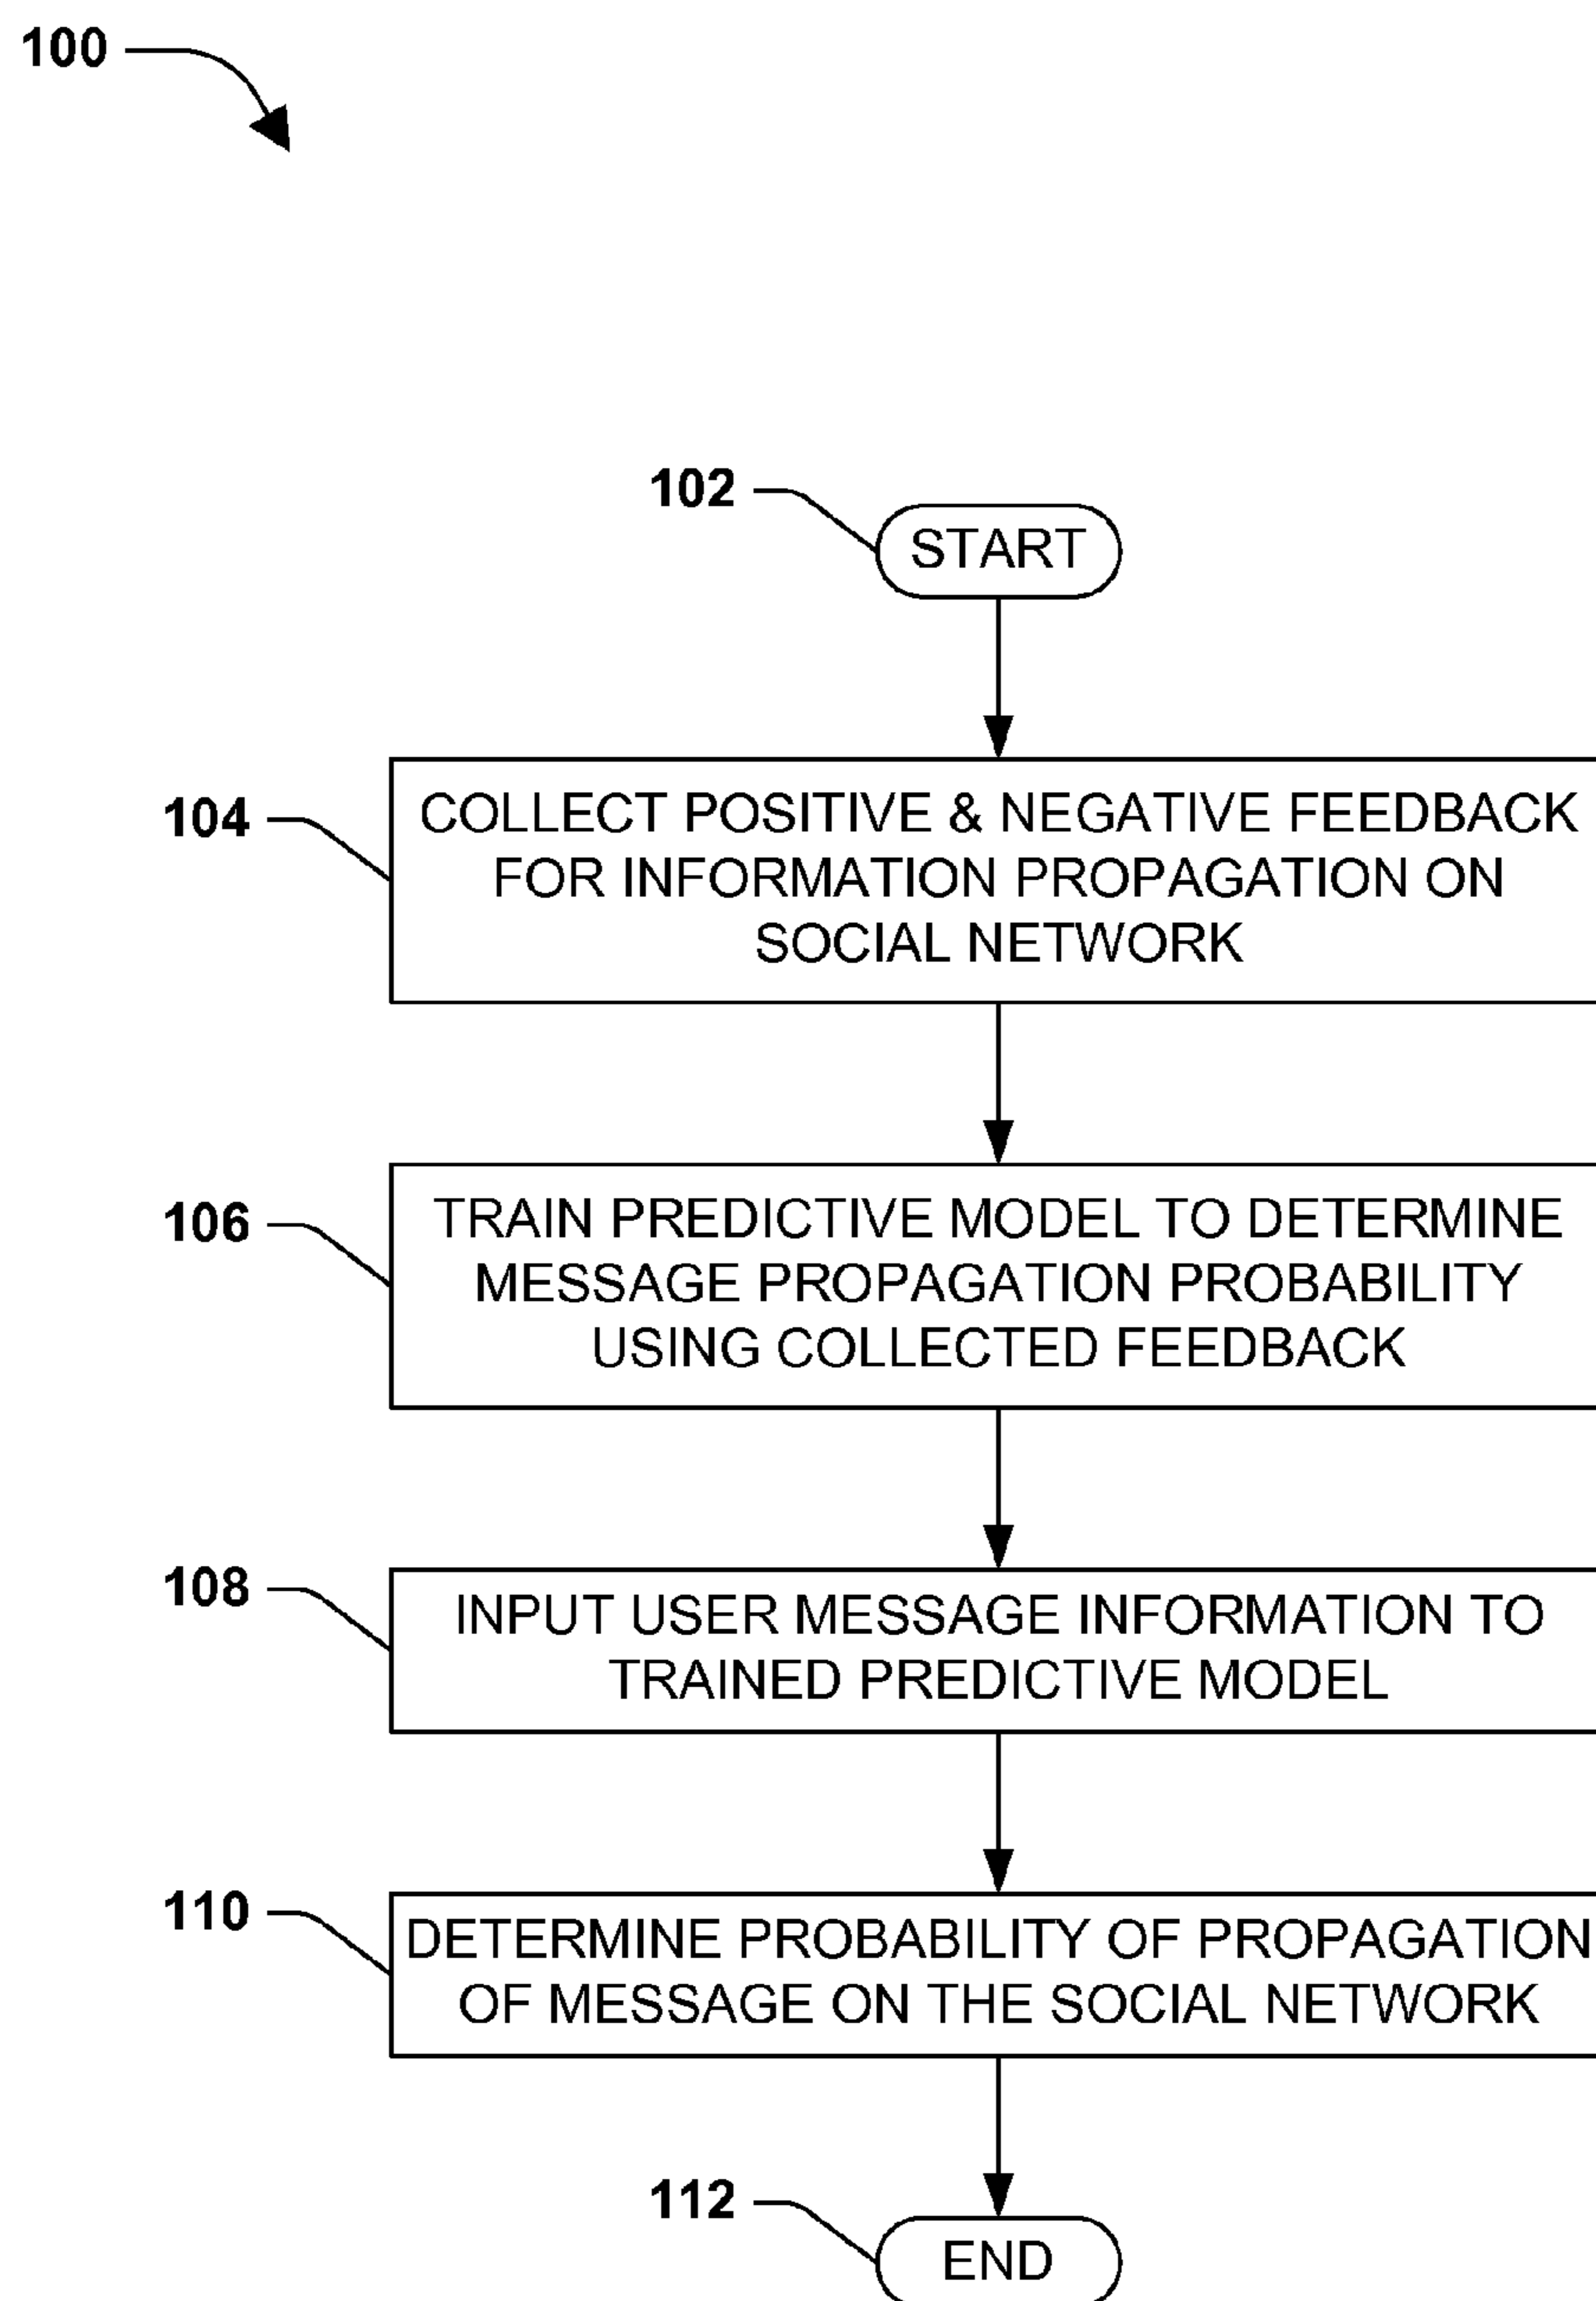 100
102
START
104
COLLECT POSITIVE & NEGATIVE FEEDBACK
FOR INFORMATION PROPAGATION ON
SOCIAL NETWORK
106
TRAIN PREDICTIVE MODEL TO DETERMINE
MESSAGE PROPAGATION PROBABILITY
USING COLLECTED FEEDBACK
108
INPUT USER MESSAGE INFORMATION TO
TRAINED PREDICTIVE MODEL
110
DETERMINE PROBABILITY OF PROPAGATION
OF MESSAGE ON THE SOCIAL NETWORK
112
END